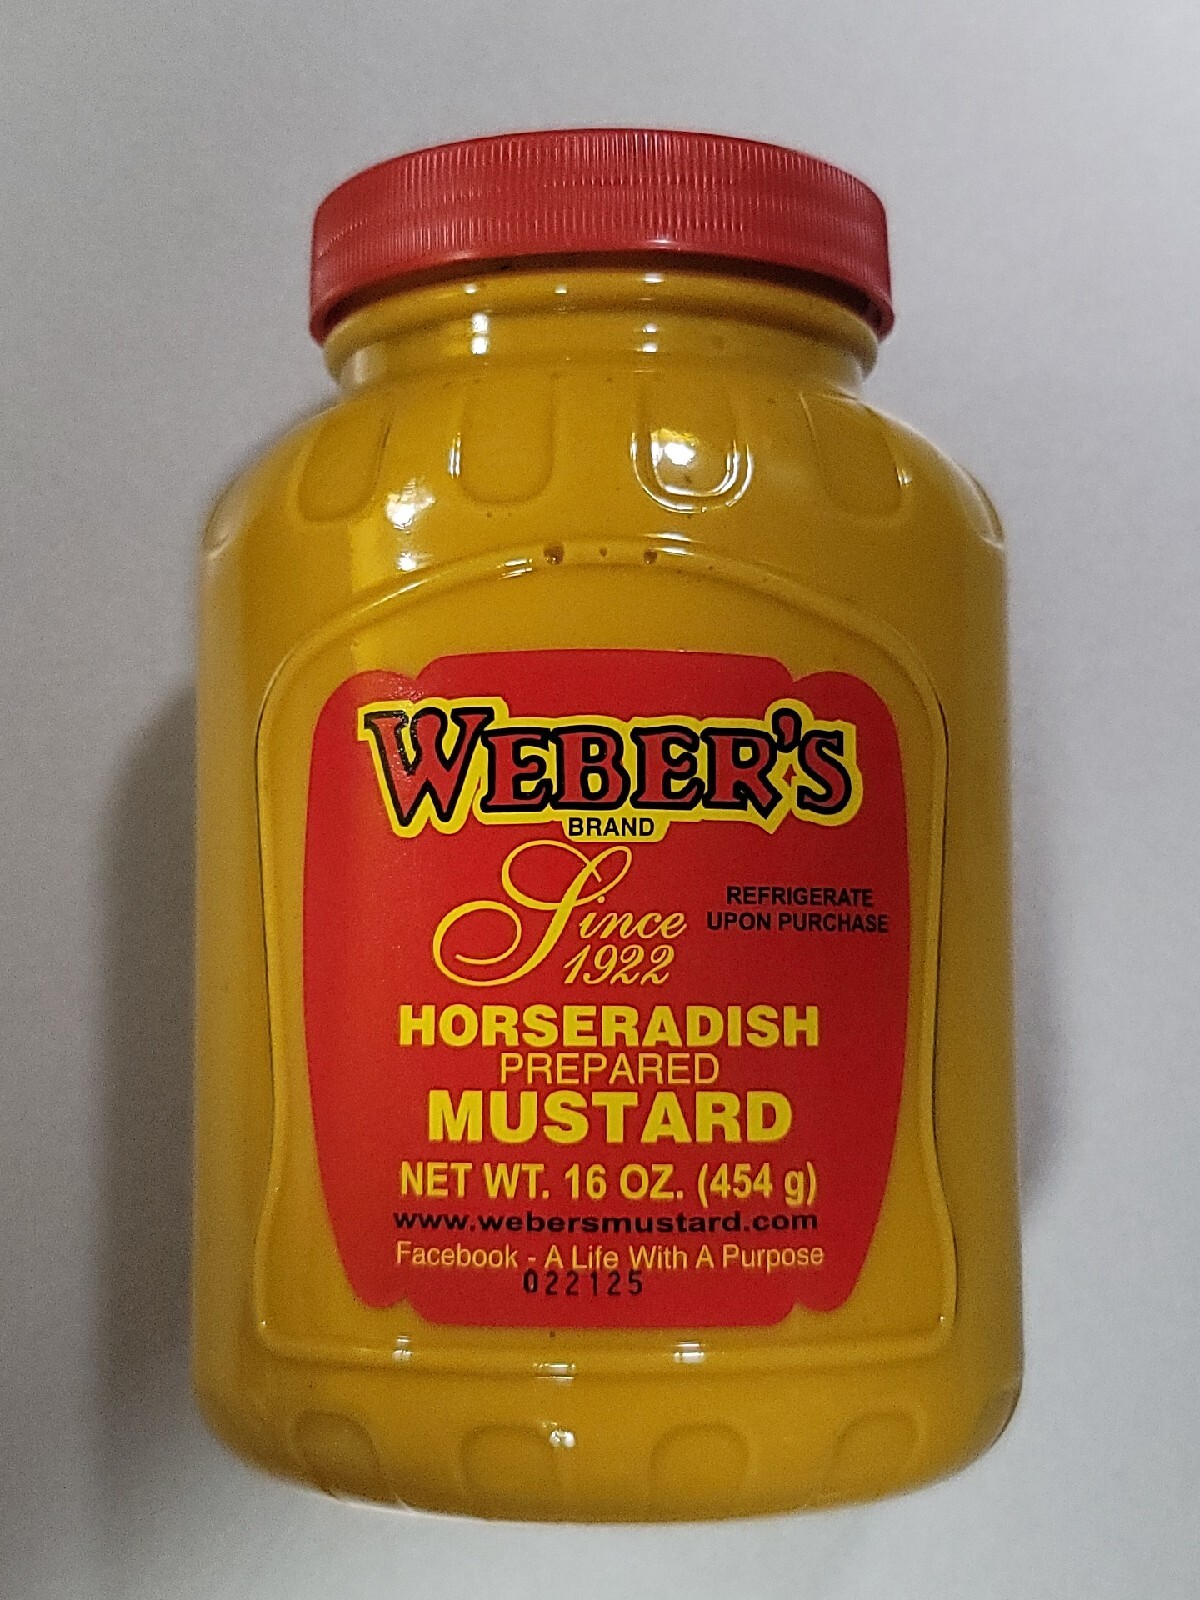 WEBER'S
BRAND
Since
1922
REFRIGERATE
UPON PURCHASE
HORSERADISH
PREPARED
MUSTARD
NET WT. 16 OZ. (454 g)
www.webersmustard.com
Facebook - A Life With A Purpose
022125